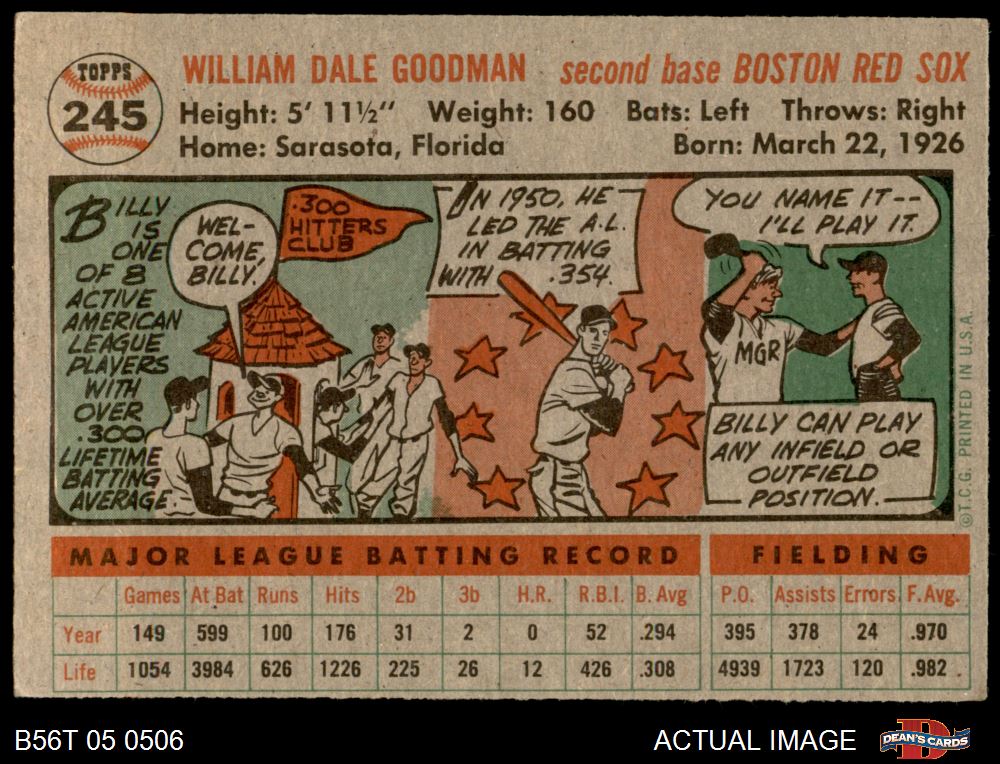 TOPPS
245
WILLIAM DALE GOODMAN second base BOSTON RED SOX
Height: 5' 11½" Weight: 160 Bats: Left Throws: Right
Home: Sarasota, Florida Born: March 22, 1926
BILLY
IS
ONE
OF 8
ACTIVE
AMERICAN
LEAGUE
PLAYERS
WITH
OVER
.300
LIFETIME
BATTING
AVERAGE
WEL-
COME,
BILLY.
.300
HITTERS
CLUB
IN 1950, HE
LED THE A.L.
IN BATTING
WITH .354.
YOU NAME IT--
I'LL PLAY IT.
MGR
BILLY CAN PLAY
ANY INFIELD OR
OUTFIELD
POSITION.
©T.C.G. PRINTED IN U.S.A.
MAJOR LEAGUE BATTING RECORD FIELDING
Games At Bat Runs Hits 2b 3b H.R. R.B.I. B. Avg P.O. Assists Errors F. Avg.
Year 149 599 100 176 31 2 0 52 .294 395 378 24 .970
Life 1054 3984 626 1226 225 26 12 426 .308 4939 1723 120 .982
B56T 05 0506 ACTUAL IMAGE DEAN'S CARDS